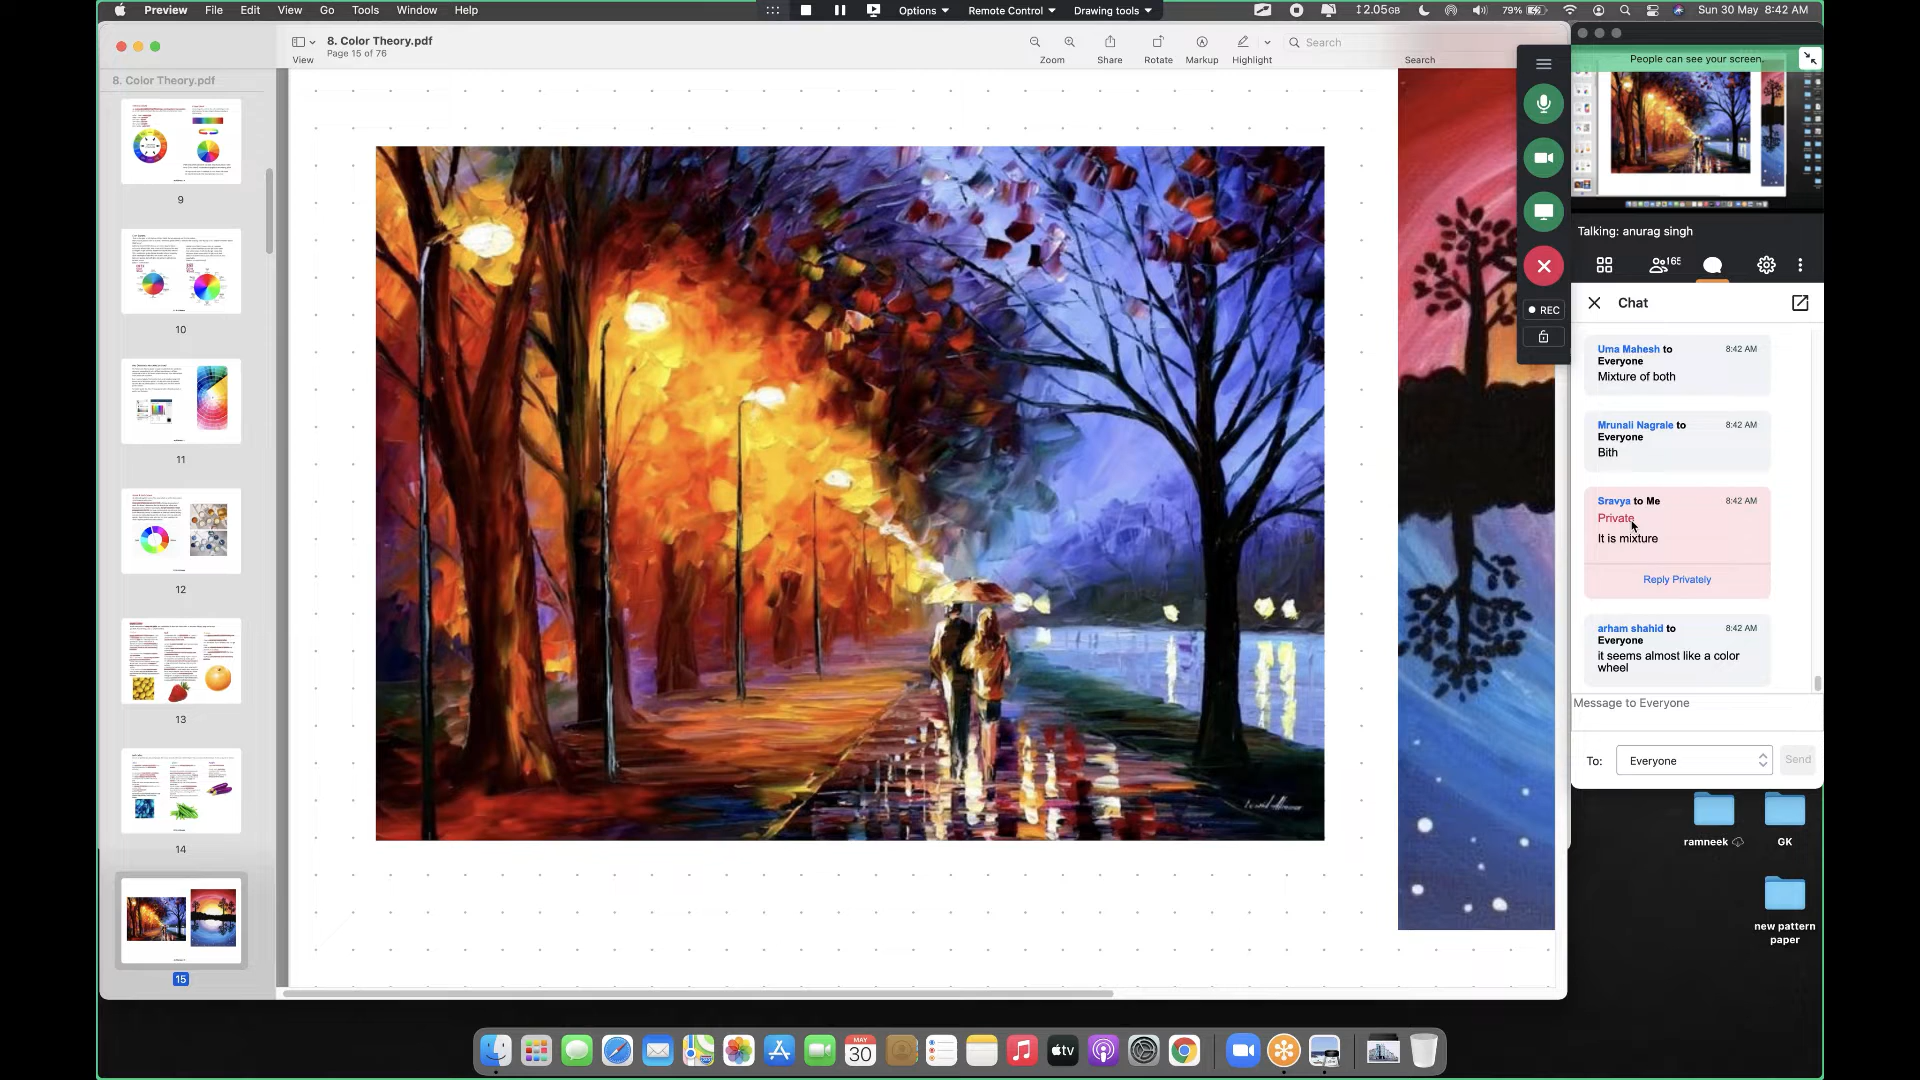 Preview File Edit View Go Tools Window Help
Options Remote Control Drawing tools
2.05GB 79% Sun 30 May 8:42 AM
8. Color Theory.pdf
Page 15 of 76
View Zoom Share Rotate Markup Highlight Search
Search
8. Color Theory.pdf
9
10
11
12
13
14
15
REC
People can see your screen.
Talking: anurag singh
165
Chat
Uma Mahesh to Everyone 8:42 AM
Mixture of both
Mrunali Nagrale to Everyone 8:42 AM
Bith
Sravya to Me 8:42 AM
Private
It is mixture
Reply Privately
arham shahid to Everyone 8:42 AM
it seems almost like a color
wheel
Message to Everyone
To: Everyone Send
ramneek GK
new pattern
paper
MAY
30
tv